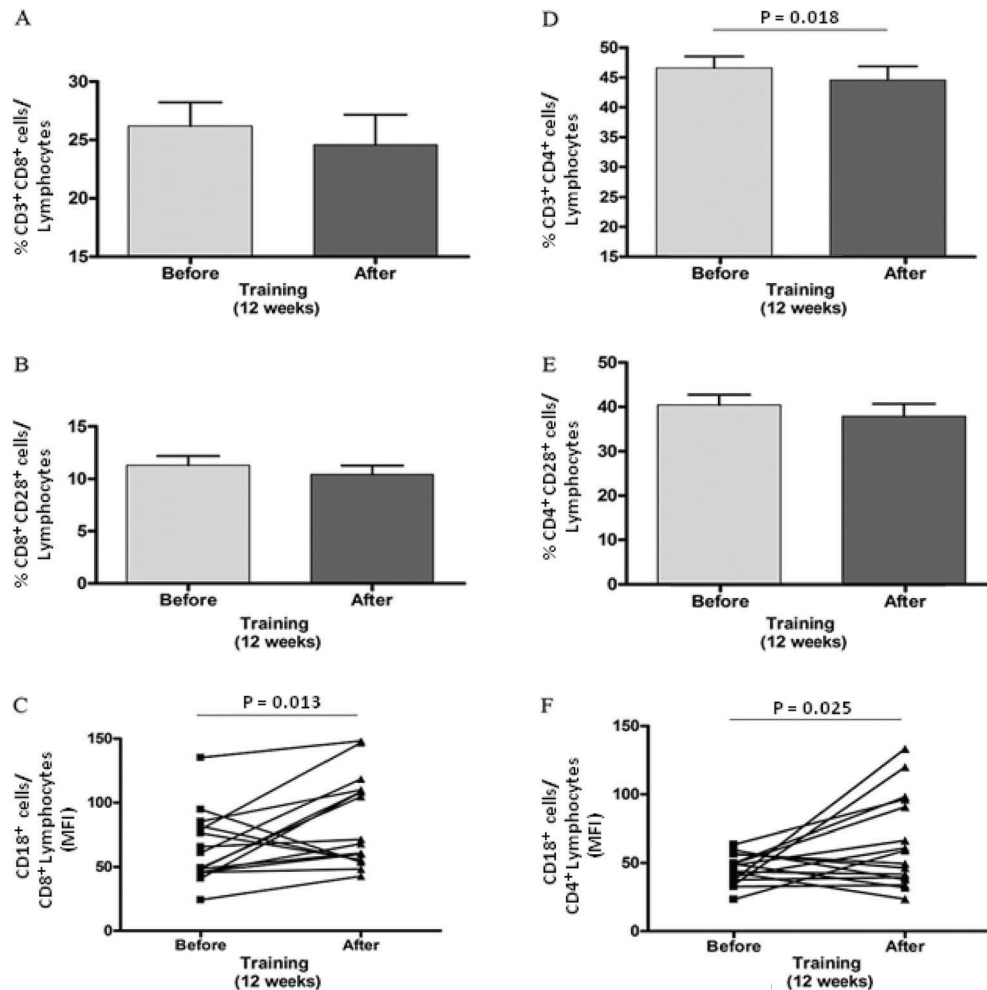 A
% CD3⁺ CD8⁺ cells/
Lymphocytes
30
25
20
15
Before
After
Training
(12 weeks)
B
% CD8⁺ CD28⁺ cells/
Lymphocytes
15
10
5
0
Before
After
Training
(12 weeks)
C
P = 0.013
CD18⁺ cells/
CD8⁺ Lymphocytes
(MFI)
150
100
50
0
Before
After
Training
(12 weeks)
D
P = 0.018
% CD3⁺ CD4⁺ cells/
Lymphocytes
50
45
40
45
30
35
20
15
Before
After
Training
(12 weeks)
E
% CD4⁺ CD28⁺ cells/
Lymphocytes
50
40
30
20
10
0
Before
After
Training
(12 weeks)
F
P = 0.025
CD18⁺ cells/
CD4⁺ Lymphocytes
(MFI)
150
100
50
0
Before
After
Training
(12 weeks)